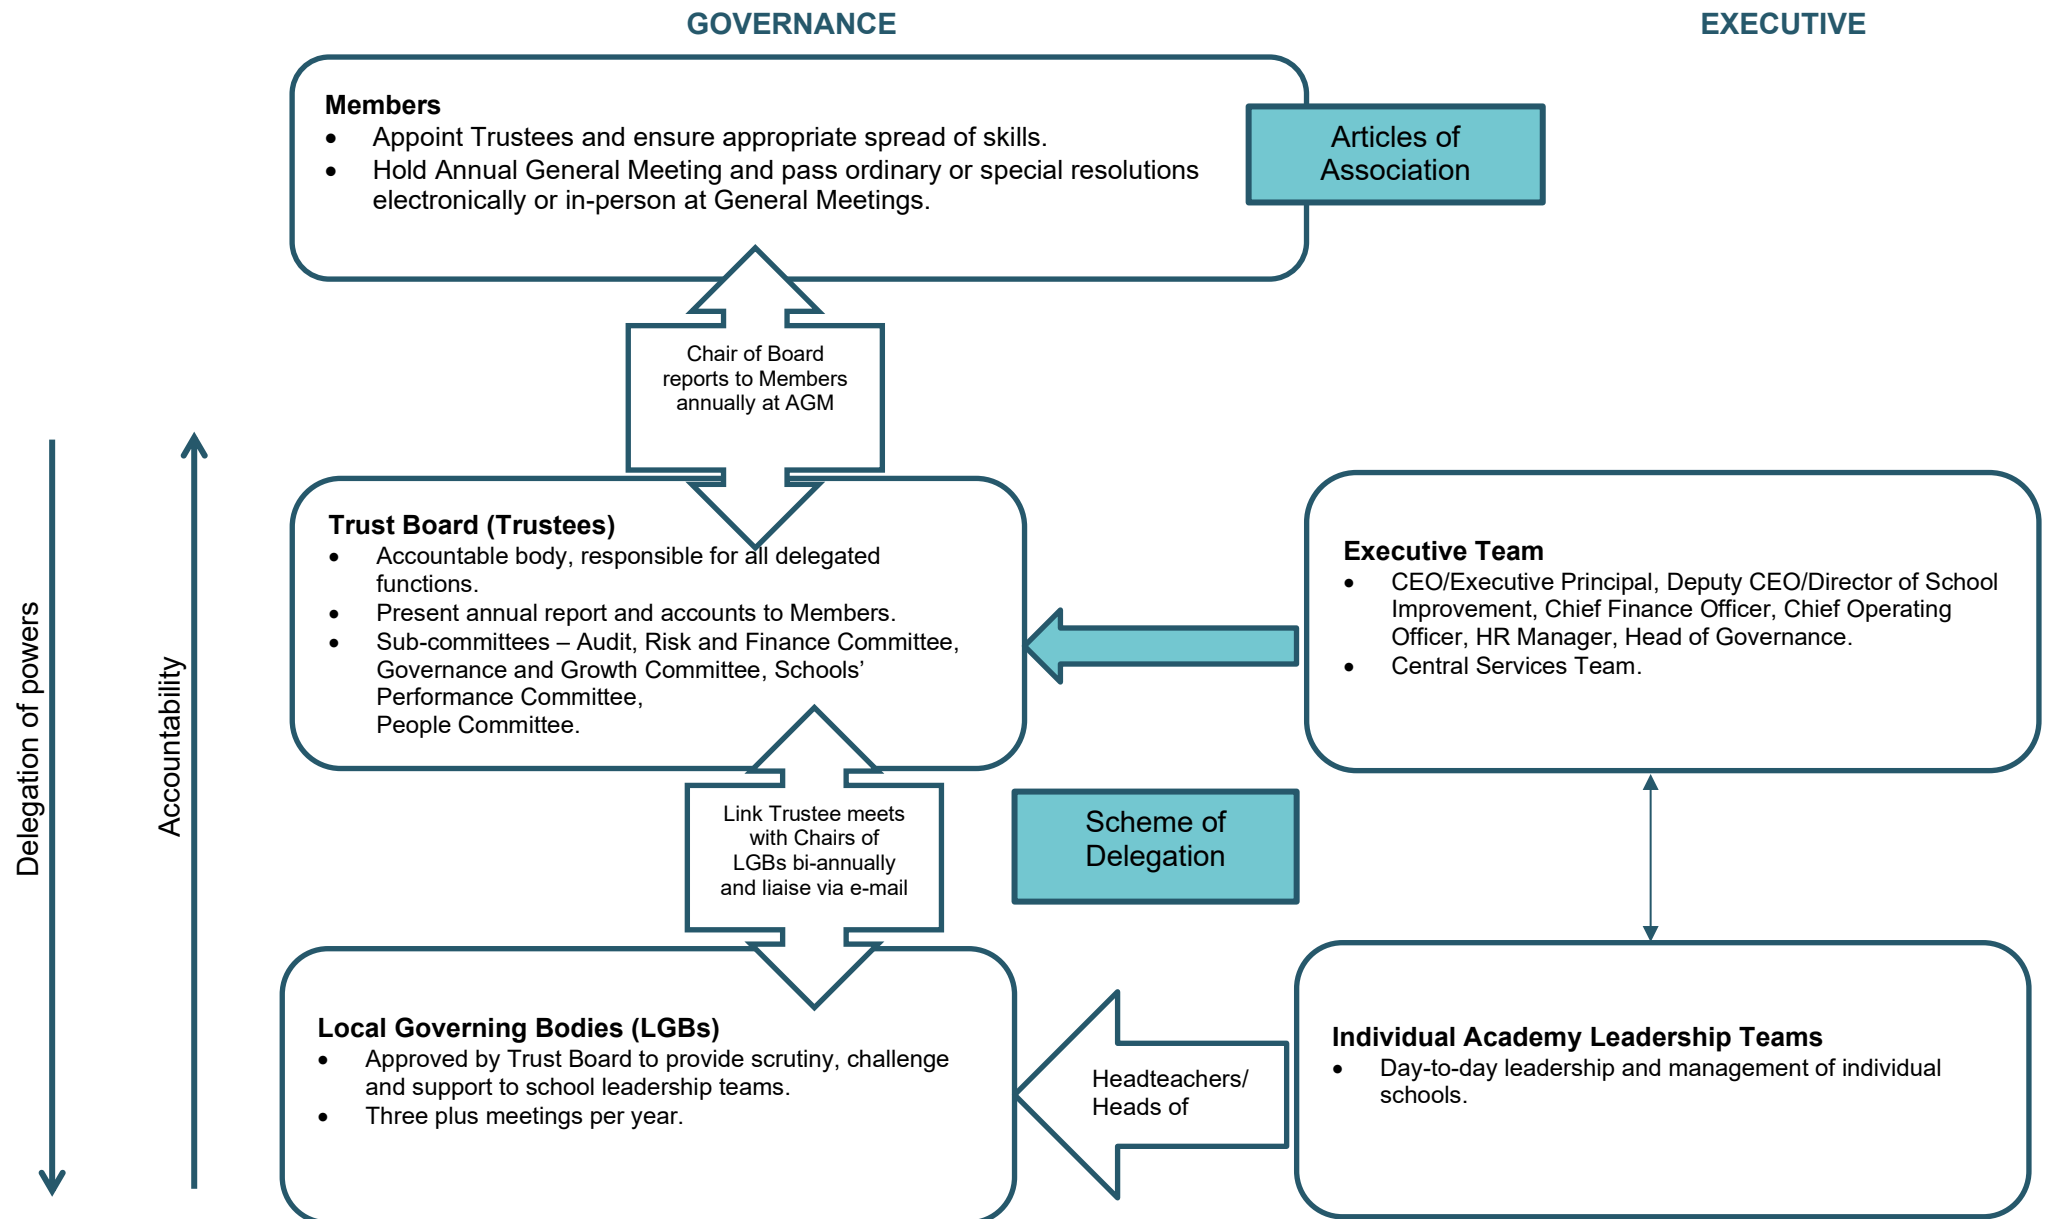 GOVERNANCE
EXECUTIVE
Members
• Appoint Trustees and ensure appropriate spread of skills.
• Hold Annual General Meeting and pass ordinary or special resolutions
electronically or in-person at General Meetings.
Articles of
Association
Chair of Board
reports to Members
annually at AGM
Delegation of powers
Accountability
Trust Board (Trustees)
• Accountable body, responsible for all delegated
functions.
• Present annual report and accounts to Members.
• Sub-committees – Audit, Risk and Finance Committee,
Governance and Growth Committee, Schools’
Performance Committee,
People Committee.
Executive Team
• CEO/Executive Principal, Deputy CEO/Director of School
Improvement, Chief Finance Officer, Chief Operating
Officer, HR Manager, Head of Governance.
• Central Services Team.
Link Trustee meets
with Chairs of
LGBs bi-annually
and liaise via e-mail
Scheme of
Delegation
Local Governing Bodies (LGBs)
• Approved by Trust Board to provide scrutiny, challenge
and support to school leadership teams.
• Three plus meetings per year.
Headteachers/
Heads of
Individual Academy Leadership Teams
• Day-to-day leadership and management of individual
schools.